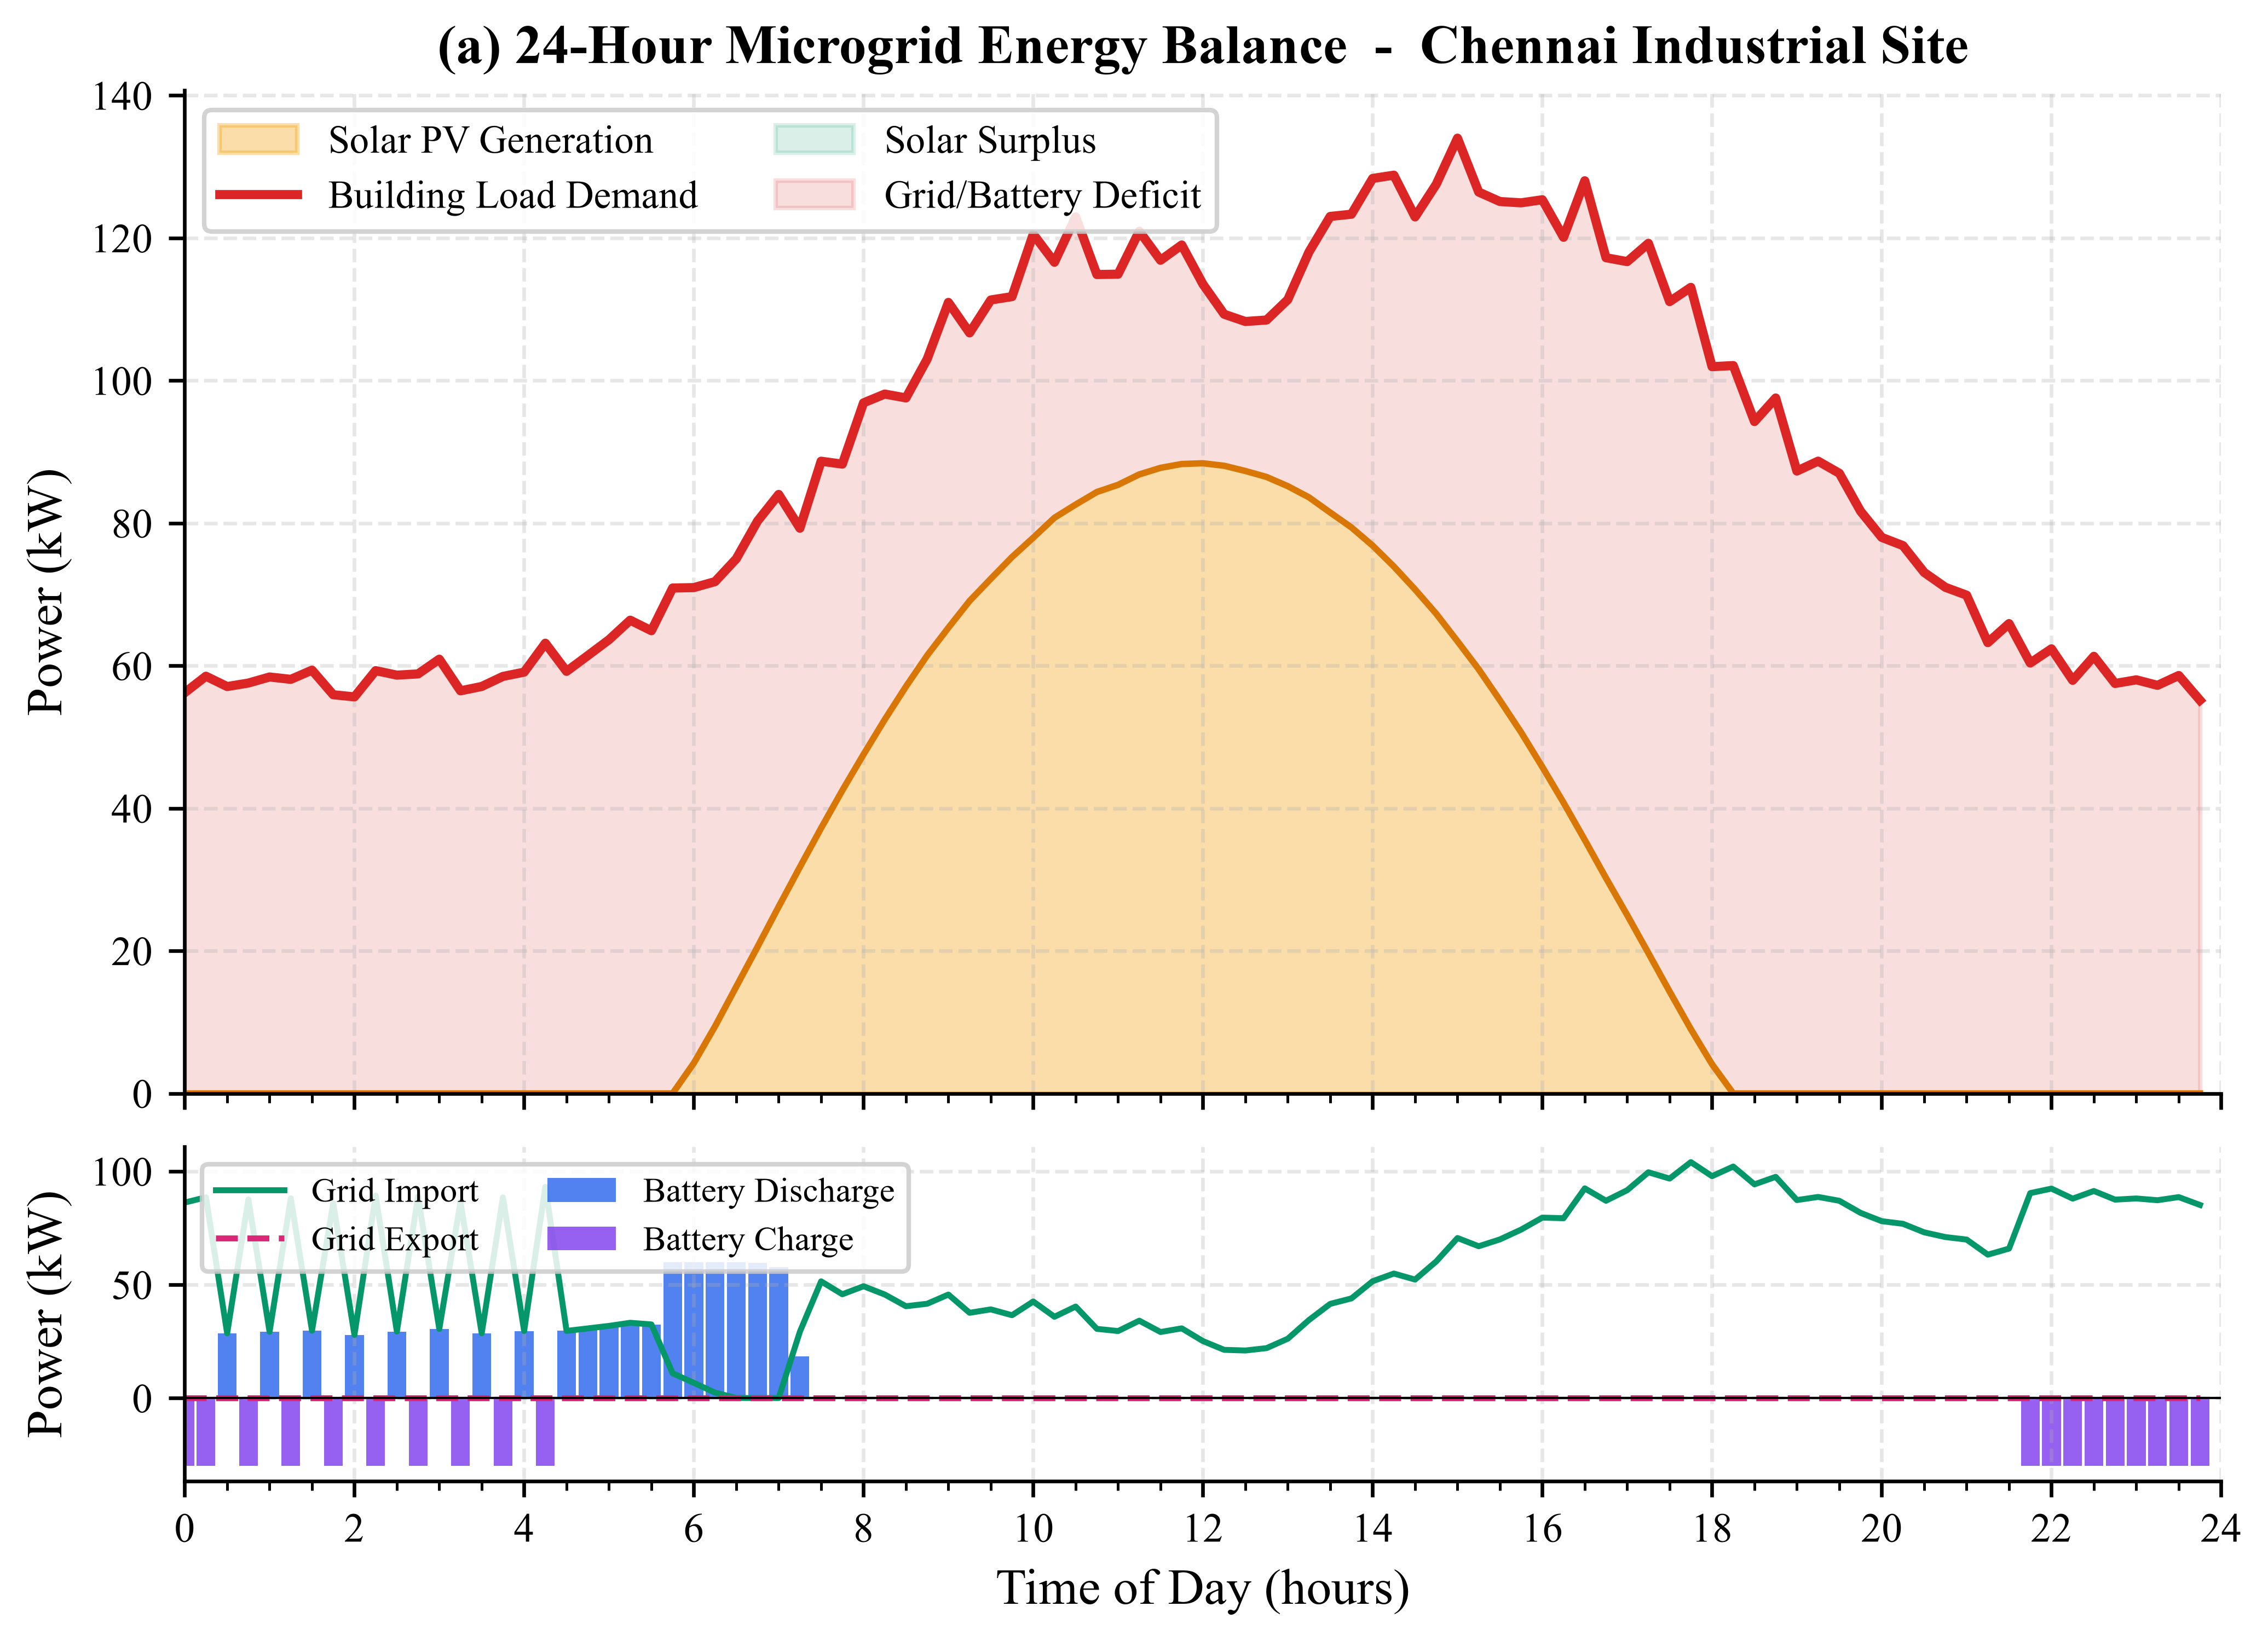 (a) 24-Hour Microgrid Energy Balance - Chennai Industrial Site
Power (kW)
140
120
100
80
60
40
20
0
Solar PV Generation
Building Load Demand
Solar Surplus
Grid/Battery Deficit
Power (kW)
100
50
0
Grid Import
Grid Export
Battery Discharge
Battery Charge
0 2 4 6 8 10 12 14 16 18 20 22 24
Time of Day (hours)